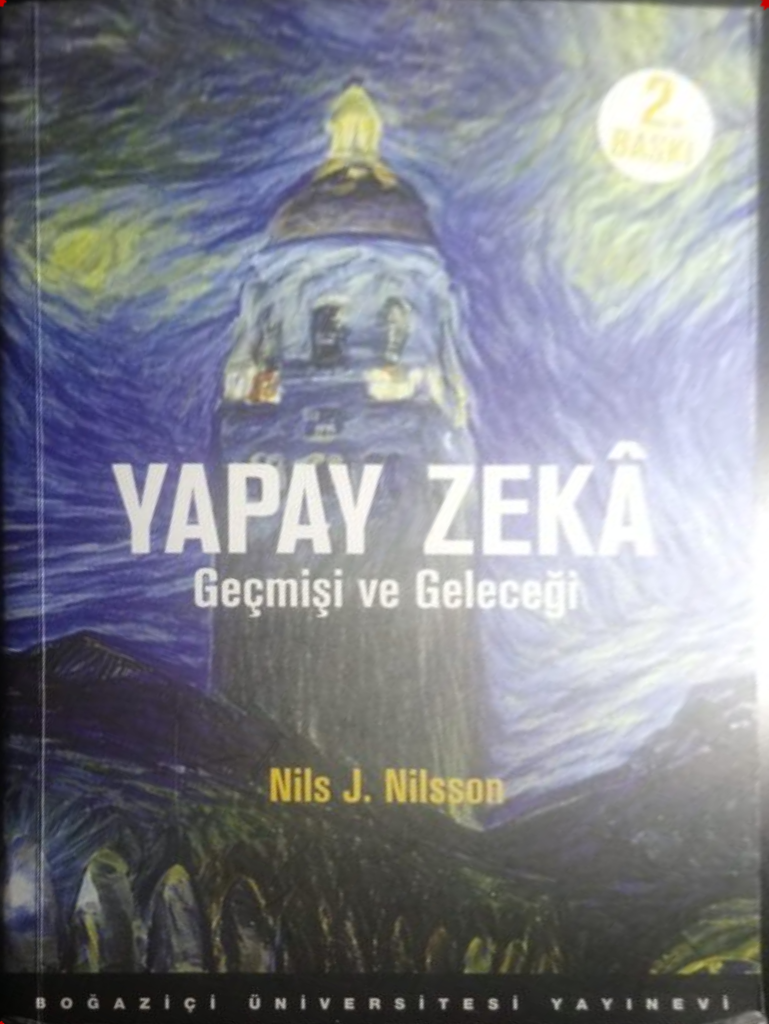 2.
BASKI
YAPAY ZEKÂ
Geçmişi ve Geleceği
Nils J. Nilsson
BOĞAZİÇİ ÜNİVERSİTESİ YAYINEVİ